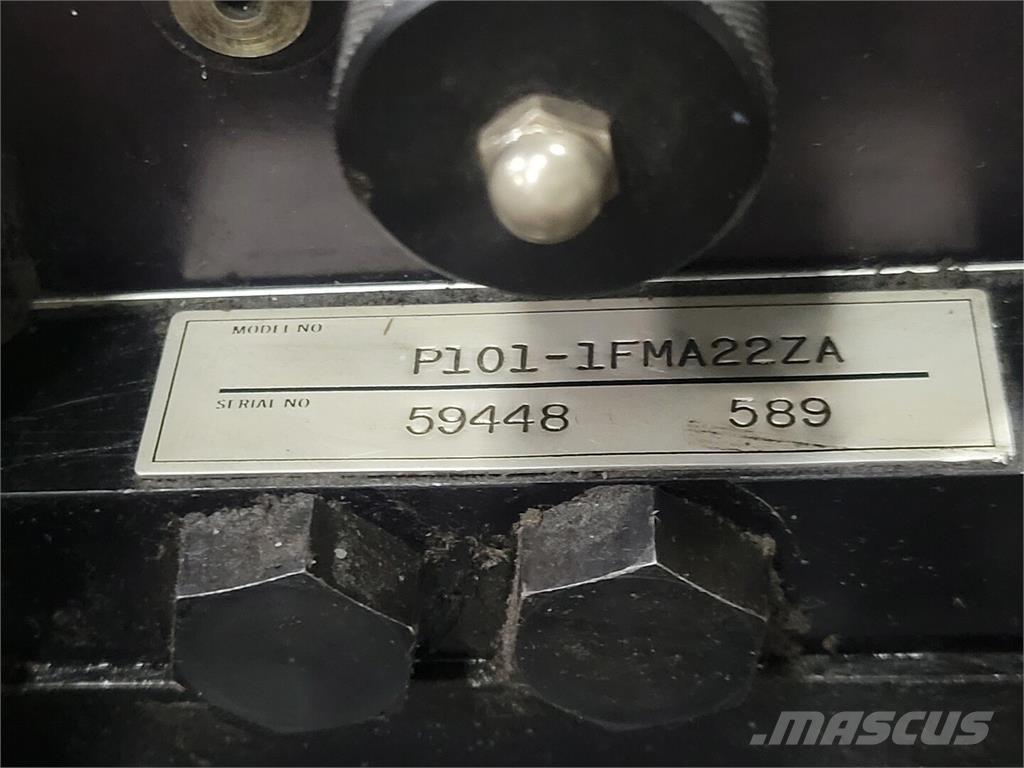 MODEL NO P101-1FMA22ZA
SERIAL NO 59448 589
MASCUS